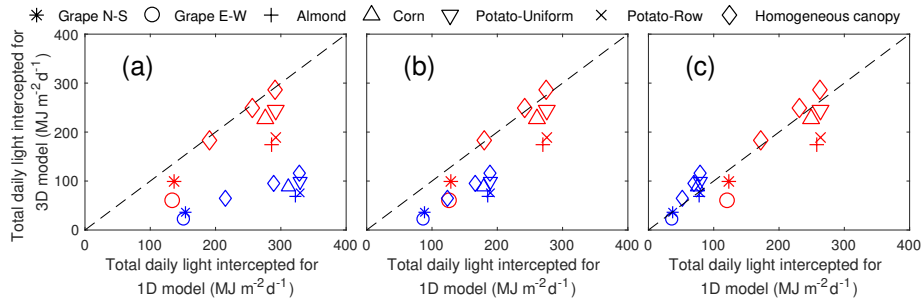 Grape N-S Grape E-W Almond Corn Potato-Uniform Potato-Row Homogeneous canopy
Total daily light intercepted for
3D model (MJ m⁻²d⁻¹)
400
300
200
100
0
(a) (b) (c)
0 100 200 300 400 0 100 200 300 400 0 100 200 300 400
Total daily light intercepted for Total daily light intercepted for Total daily light intercepted for
1D model (MJ m⁻²d⁻¹) 1D model (MJ m⁻²d⁻¹) 1D model (MJ m⁻²d⁻¹)